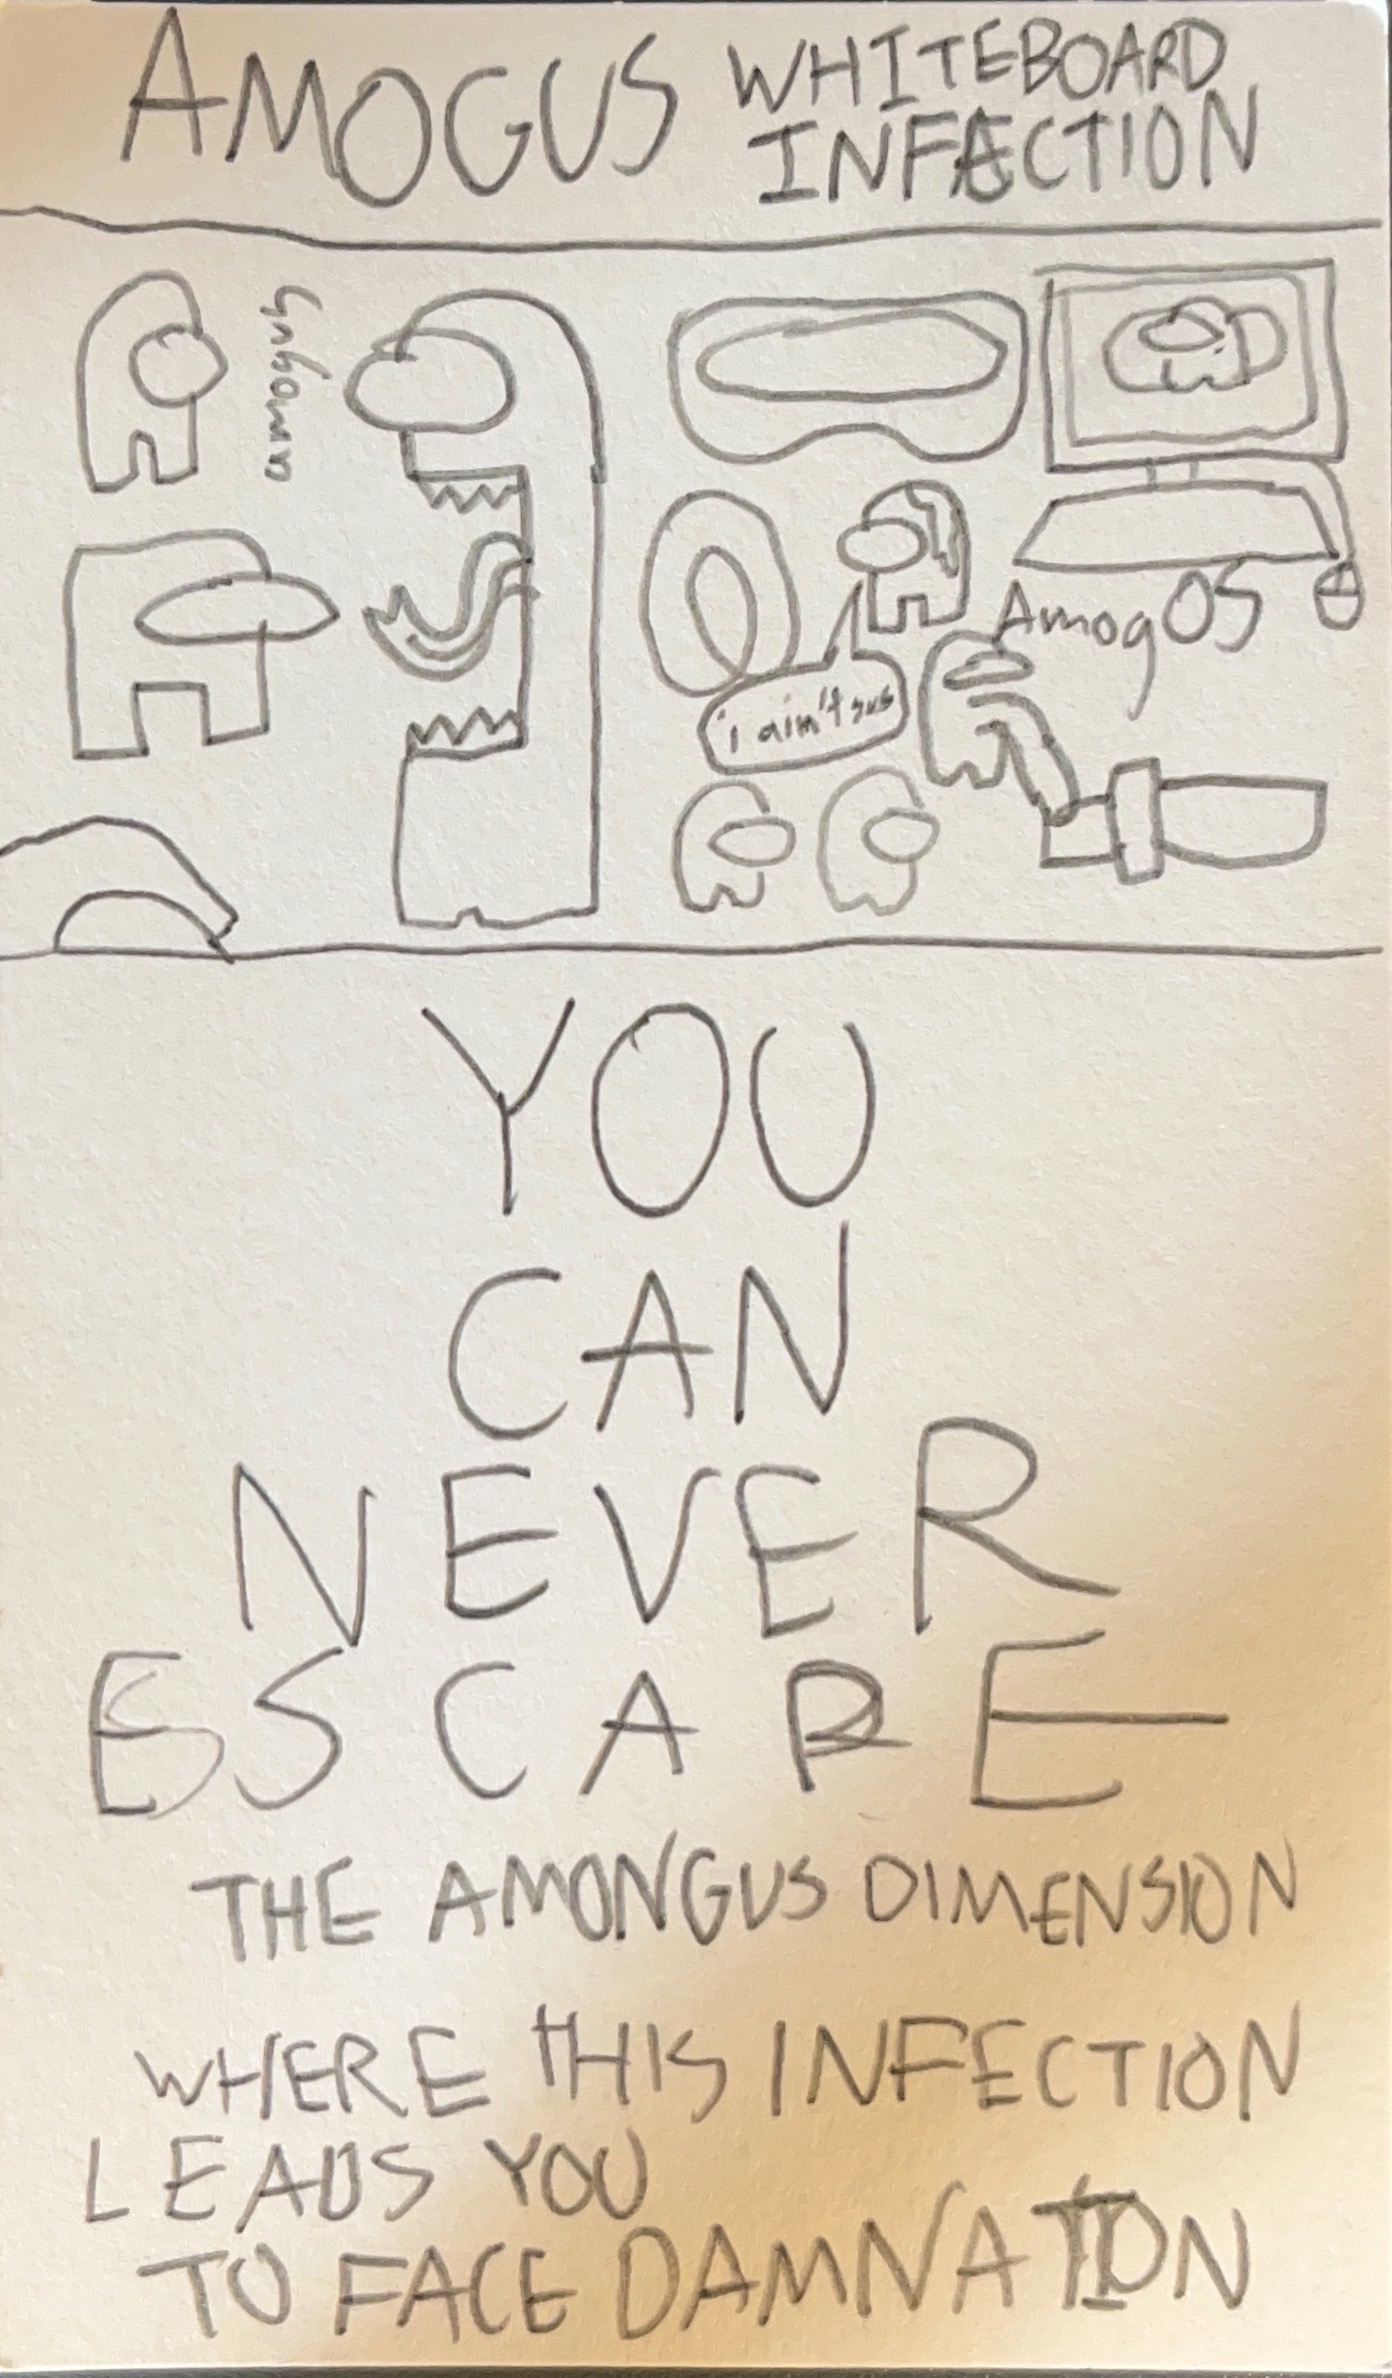 AMOGUS
WHITEBOARD
INFECTION
amogus
AmogOS
i ain't sus
YOU
CAN
NEVER
ESCAPE
THE AMONGUS DIMENSION
WHERE THIS INFECTION
LEADS YOU
TO FACE DAMNATION